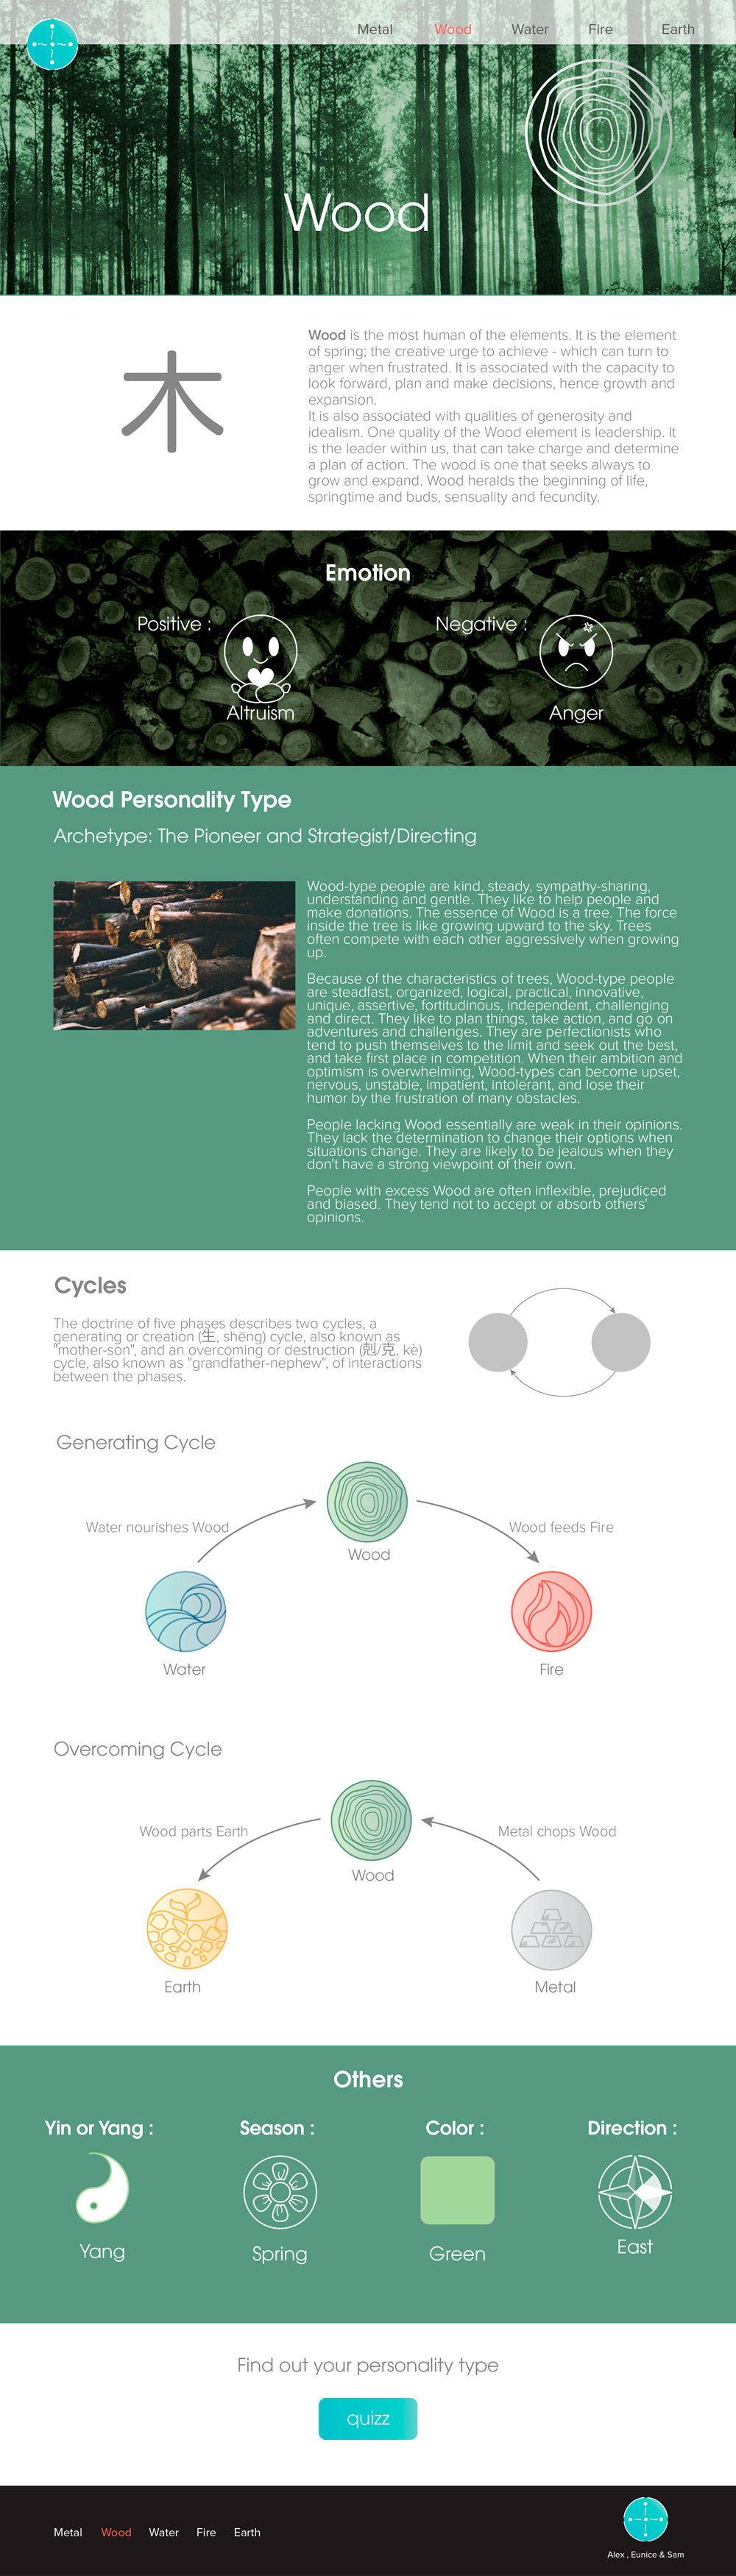 Metal Wood Water Fire Earth
Wood
木
Wood is the most human of the elements. It is the element
of spring; the creative urge to achieve - which can turn to
anger when frustrated. It is associated with the capacity to
look forward, plan and make decisions, hence growth and
expansion.
It is also associated with qualities of generosity and
idealism. One quality of the Wood element is leadership. It
is the leader within us, that can take charge and determine
a plan of action. The wood is one that seeks always to
grow and expand. Wood heralds the beginning of life,
springtime and buds, sensuality and fecundity.
Emotion
Positive :
Altruism
Negative :
Anger
Wood Personality Type
Archetype: The Pioneer and Strategist/Directing
Wood-type people are kind, steady, sympathy-sharing,
understanding and gentle. They like to help people and
make donations. The essence of Wood is a tree. The force
inside the tree is like growing upward to the sky. Trees
often compete with each other aggressively when growing
up.
Because of the characteristics of trees, Wood-type people
are steadfast, organized, logical, practical, innovative,
unique, assertive, fortitudinous, independent, challenging
and direct. They like to plan things, take action, and go on
adventures and challenges. They are perfectionists who
tend to push themselves to the limit and seek out the best,
and take first place in competition. When their ambition and
optimism is overwhelming, Wood-types can become upset,
nervous, unstable, impatient, intolerant, and lose their
humor by the frustration of many obstacles.
People lacking Wood essentially are weak in their opinions.
They lack the determination to change their options when
situations change. They are likely to be jealous when they
don't have a strong viewpoint of their own.
People with excess Wood are often inflexible, prejudiced
and biased. They tend not to accept or absorb others'
opinions.
Cycles
The doctrine of five phases describes two cycles, a
generating or creation (生, shēng) cycle, also known as
"mother-son", and an overcoming or destruction (剋/克, kè)
cycle, also known as "grandfather-nephew", of interactions
between the phases.
Generating Cycle
Water nourishes Wood
Wood feeds Fire
Wood
Water
Fire
Overcoming Cycle
Wood parts Earth
Metal chops Wood
Wood
Earth
Metal
Others
Yin or Yang :
Yang
Season :
Spring
Color :
Green
Direction :
East
Find out your personality type
quizz
Metal Wood Water Fire Earth
Alex , Eunice & Sam